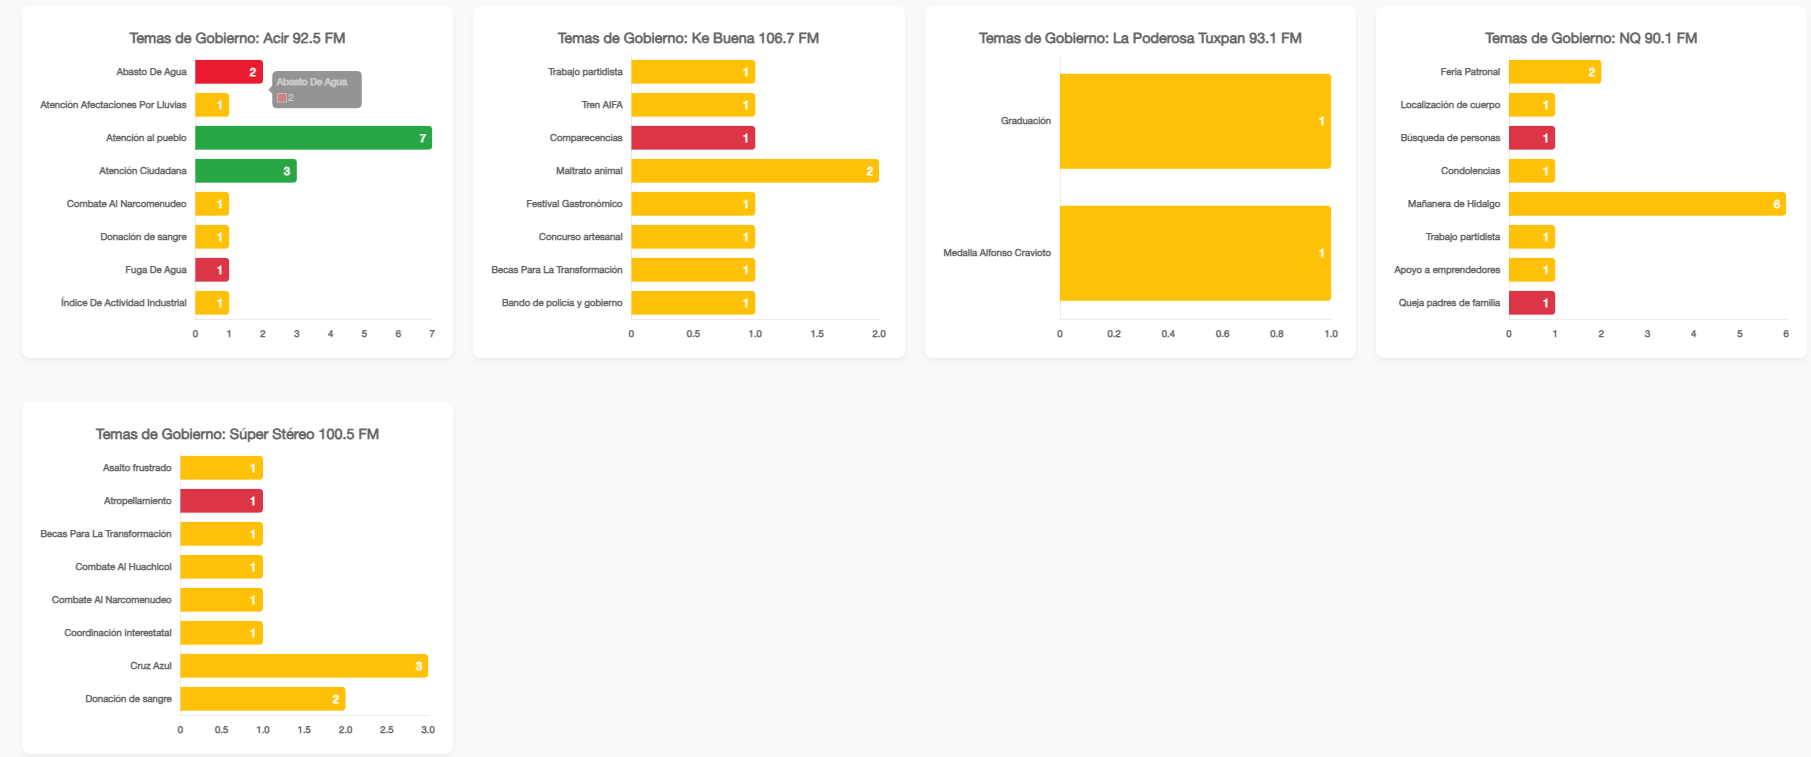 Temas de Gobierno: Acir 92.5 FM
Abasto De Agua 2
Abasto De Agua
2
Atención Afectaciones Por Lluvias 1
Atención al pueblo 7
Atención Ciudadana 3
Combate Al Narcomenudeo 1
Donación de sangre 1
Fuga De Agua 1
Índice De Actividad Industrial 1
0 1 2 3 4 5 6 7
Temas de Gobierno: Ke Buena 106.7 FM
Trabajo partidista 1
Tren AIFA 1
Comparecencias 1
Maltrato animal 2
Festival Gastronómico 1
Concurso artesanal 1
Becas Para La Transformación 1
Bando de policía y gobierno 1
0 0.5 1.0 1.5 2.0
Temas de Gobierno: La Poderosa Tuxpan 93.1 FM
Graduación 1
Medalla Alfonso Cravioto 1
0 0.2 0.4 0.6 0.8 1.0
Temas de Gobierno: NQ 90.1 FM
Feria Patronal 2
Localización de cuerpo 1
Búsqueda de personas 1
Condolencias 1
Mañanera de Hidalgo 6
Trabajo partidista 1
Apoyo a emprendedores 1
Queja padres de familia 1
0 1 2 3 4 5 6
Temas de Gobierno: Súper Stéreo 100.5 FM
Asalto frustrado 1
Atropellamiento 1
Becas Para La Transformación 1
Combate Al Huachicol 1
Combate Al Narcomenudeo 1
Coordinación interestatal 1
Cruz Azul 3
Donación de sangre 2
0 0.5 1.0 1.5 2.0 2.5 3.0